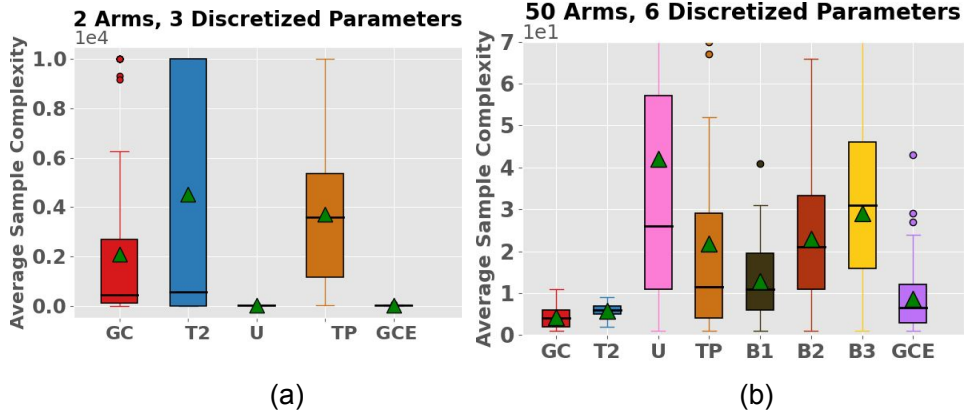 2 Arms, 3 Discretized Parameters
1e4
Average Sample Complexity
1.0
0.8
0.6
0.4
0.2
0.0
GC T2 U TP GCE
(a)
50 Arms, 6 Discretized Parameters
1e1
Average Sample Complexity
7
6
5
4
3
2
1
0
GC T2 U TP B1 B2 B3 GCE
(b)